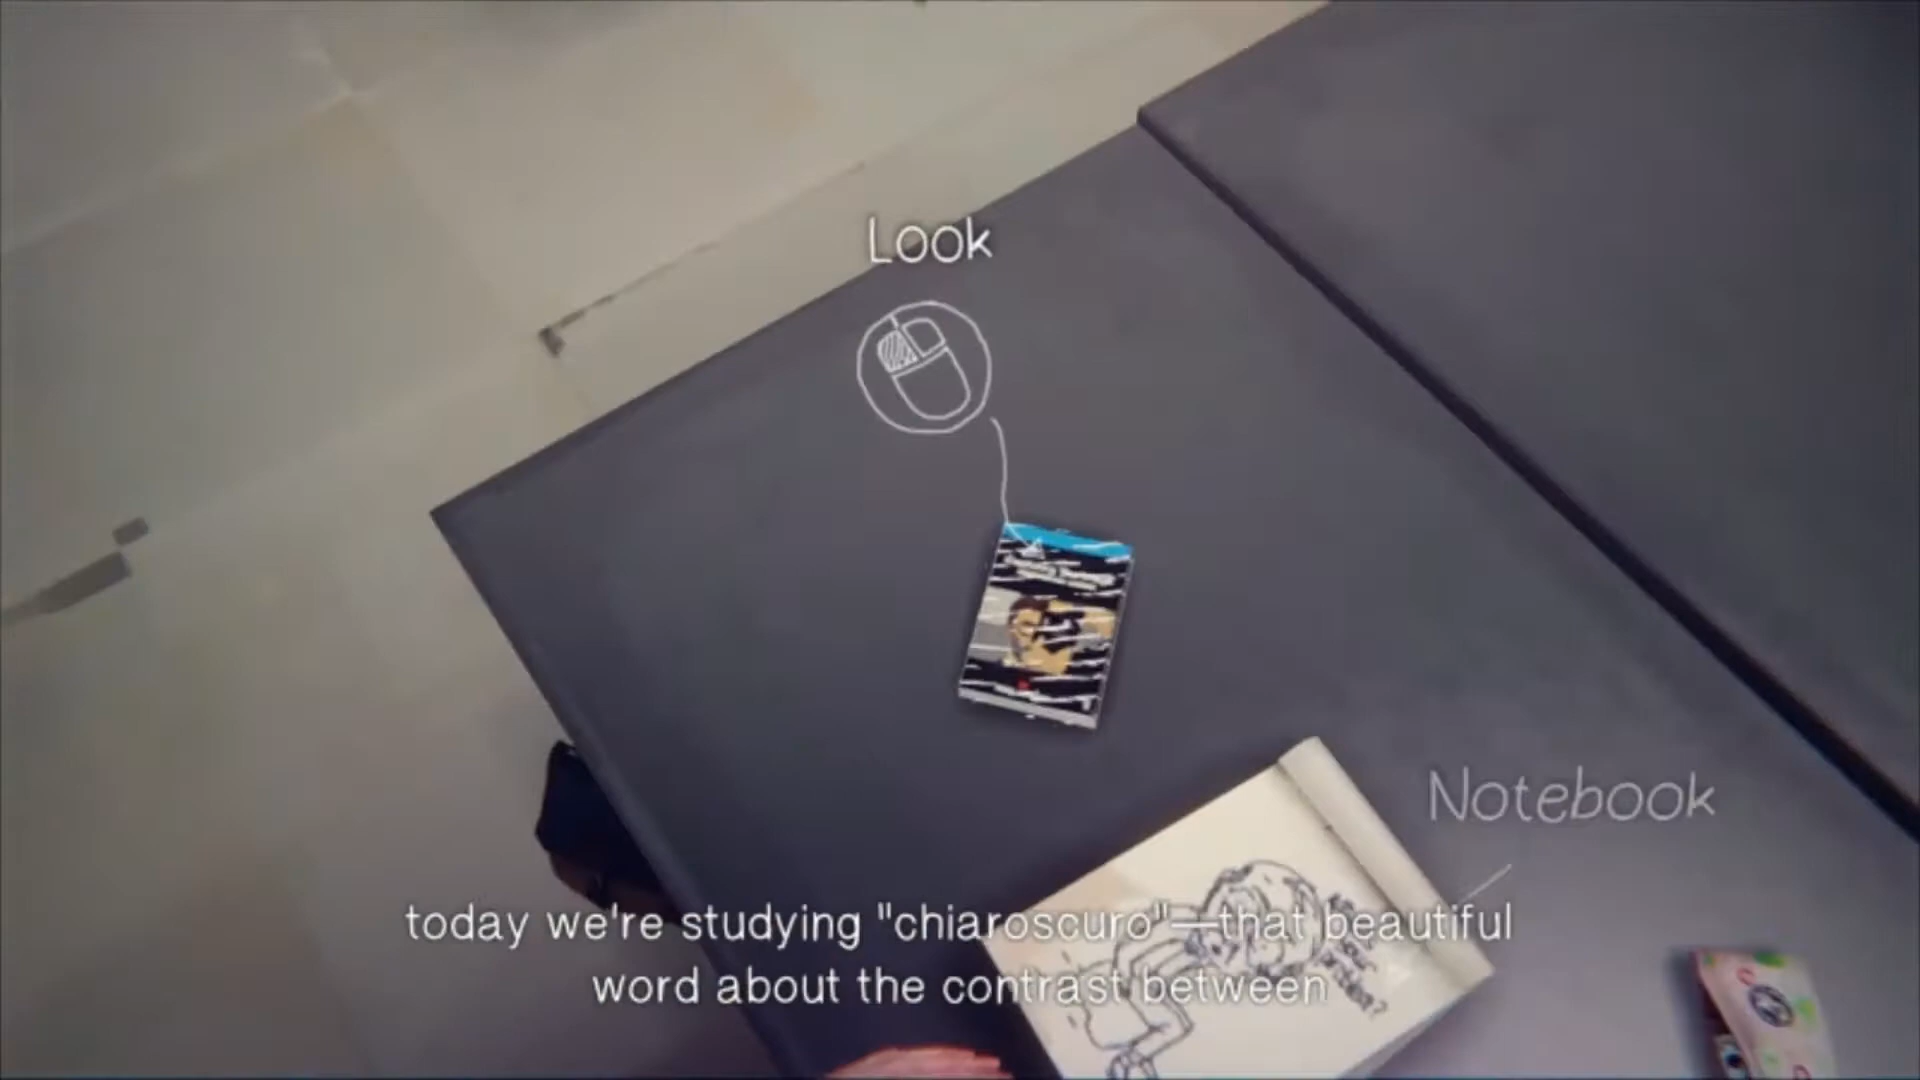 Look
Notebook
today we're studying "chiaroscuro"—that beautiful
word about the contrast between